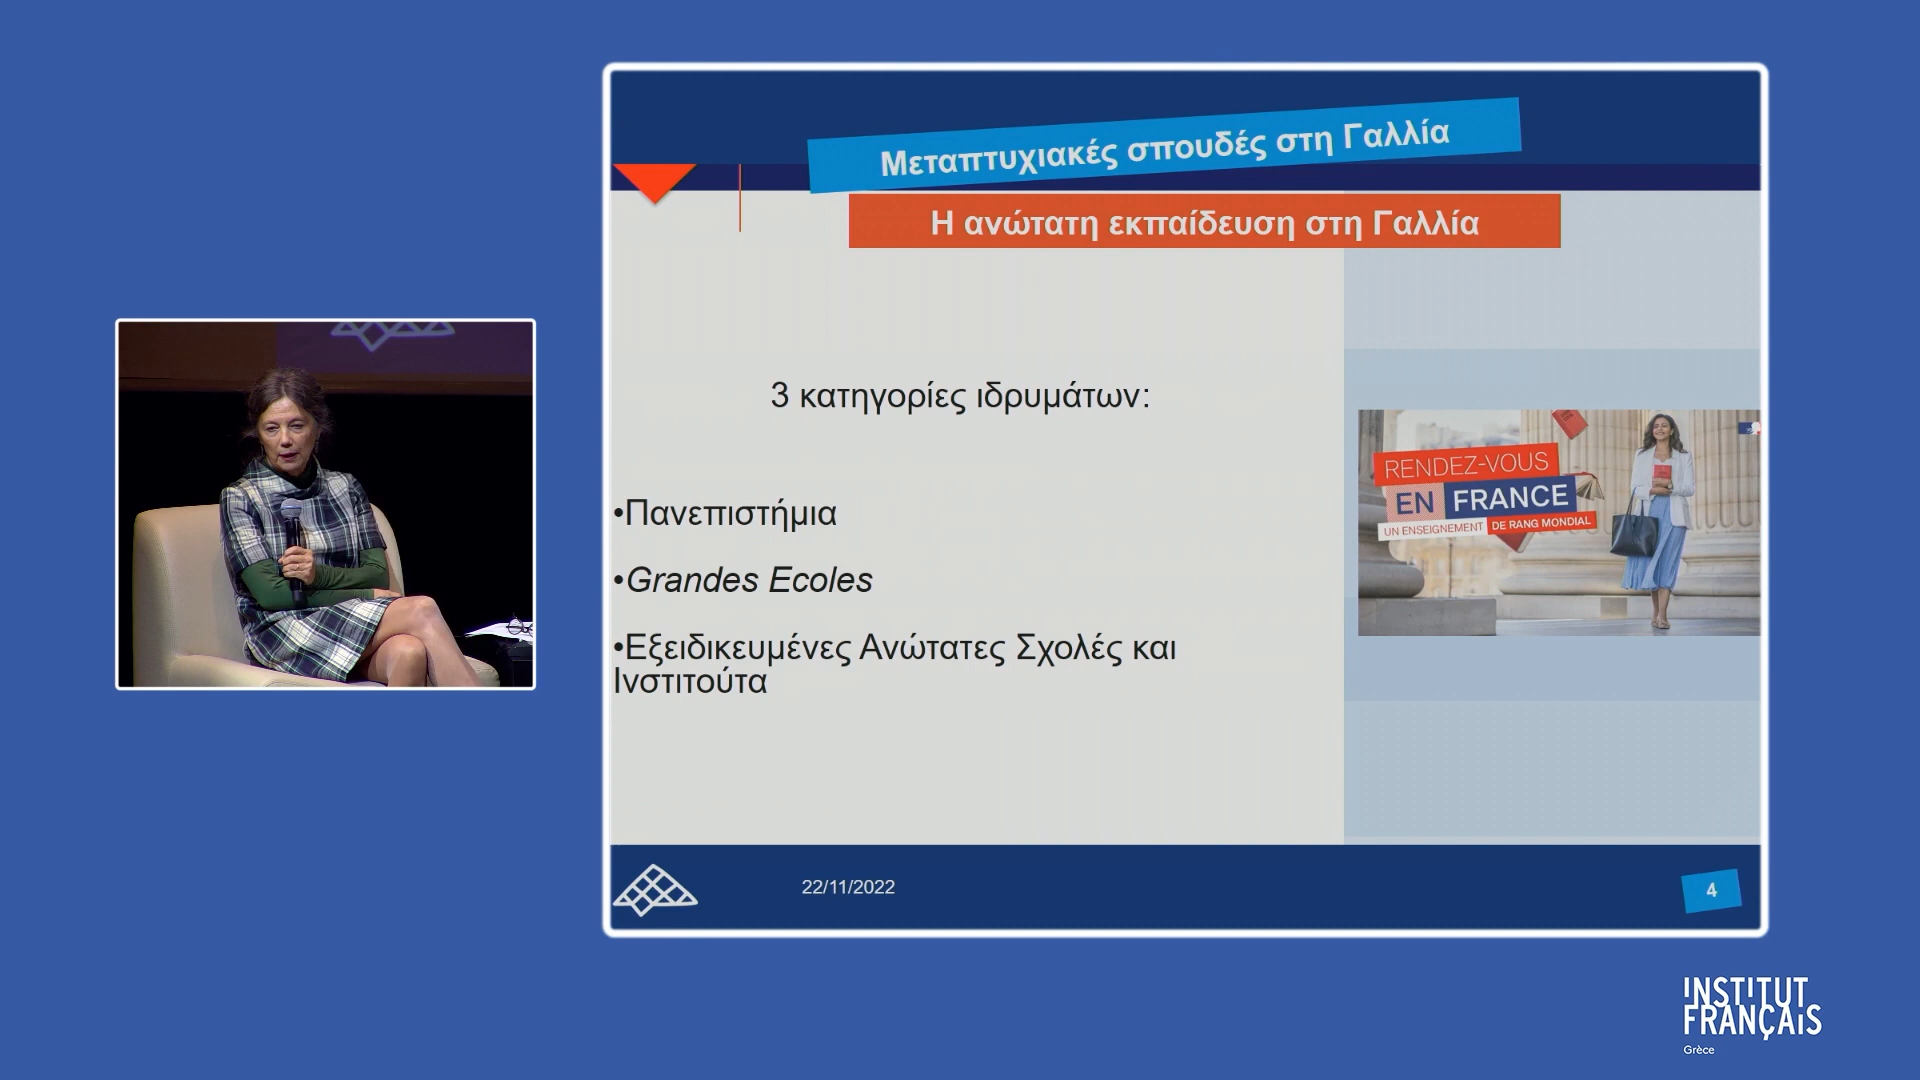 Μεταπτυχιακές σπουδές στη Γαλλία
Η ανώτατη εκπαίδευση στη Γαλλία
3 κατηγορίες ιδρυμάτων:
•Πανεπιστήμια
•Grandes Ecoles
•Εξειδικευμένες Ανώτατες Σχολές και
Ινστιτούτα
RENDEZ-VOUS
EN FRANCE
UN ENSEIGNEMENT DE RANG MONDIAL
22/11/2022
4
INSTITUT
FRANÇAIS
Grèce